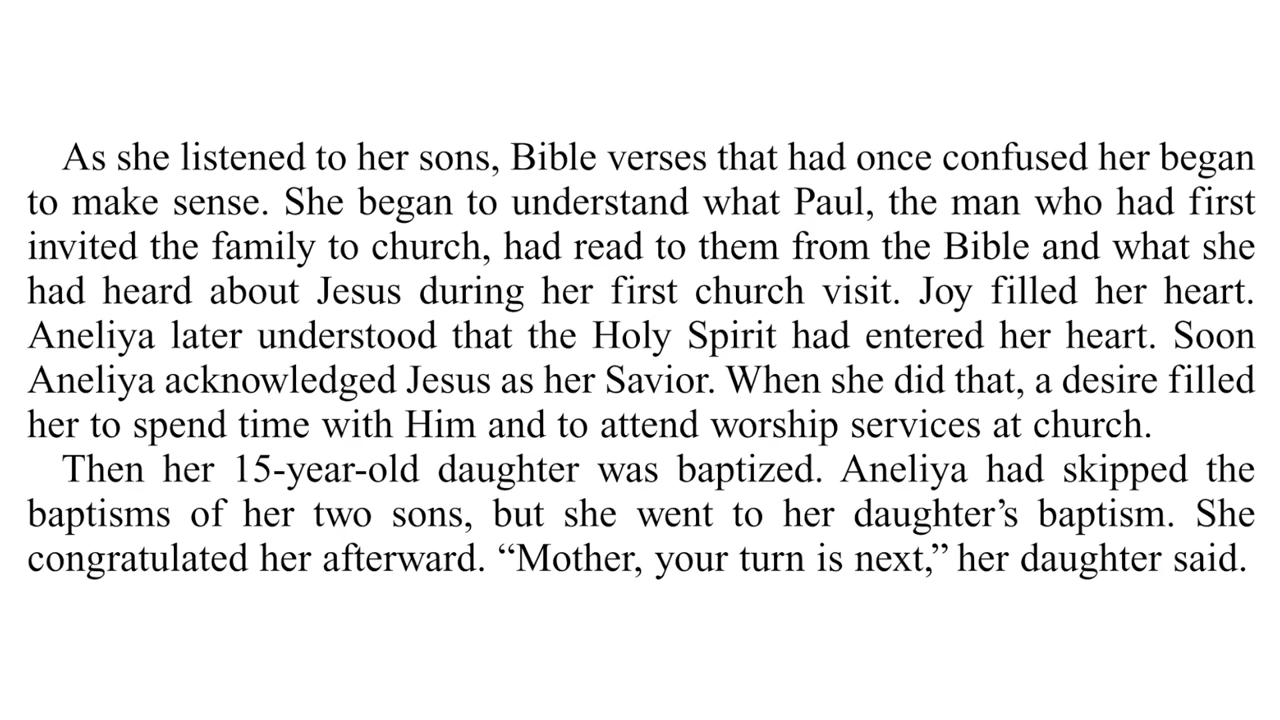 As she listened to her sons, Bible verses that had once confused her began
to make sense. She began to understand what Paul, the man who had first
invited the family to church, had read to them from the Bible and what she
had heard about Jesus during her first church visit. Joy filled her heart.
Aneliya later understood that the Holy Spirit had entered her heart. Soon
Aneliya acknowledged Jesus as her Savior. When she did that, a desire filled
her to spend time with Him and to attend worship services at church.
Then her 15-year-old daughter was baptized. Aneliya had skipped the
baptisms of her two sons, but she went to her daughter’s baptism. She
congratulated her afterward. “Mother, your turn is next,” her daughter said.